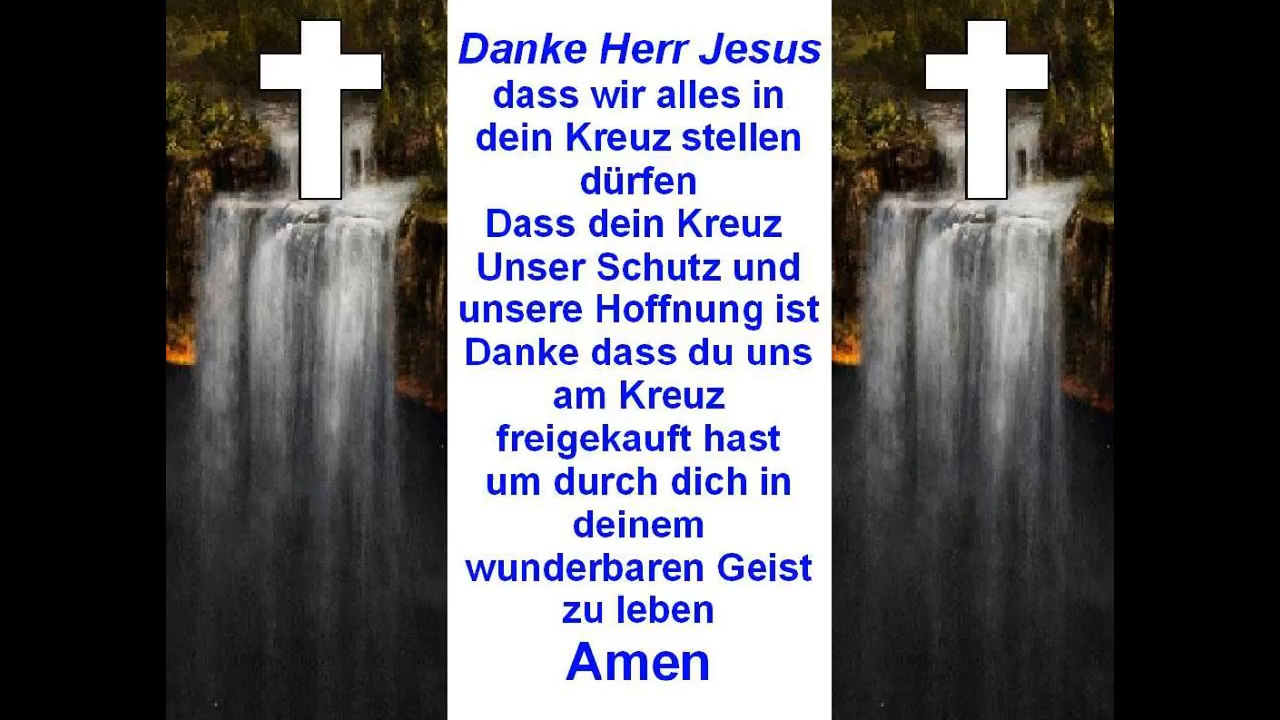 Danke Herr Jesus
dass wir alles in
dein Kreuz stellen
dürfen
Dass dein Kreuz
Unser Schutz und
unsere Hoffnung ist
Danke dass du uns
am Kreuz
freigekauft hast
um durch dich in
deinem
wunderbaren Geist
zu leben
Amen